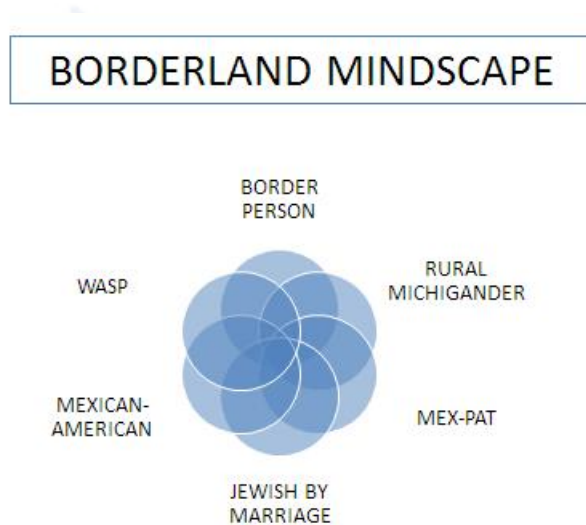 BORDERLAND MINDSCAPE
BORDER
PERSON
RURAL
MICHIGANDER
MEX-PAT
JEWISH BY
MARRIAGE
MEXICAN-
AMERICAN
WASP